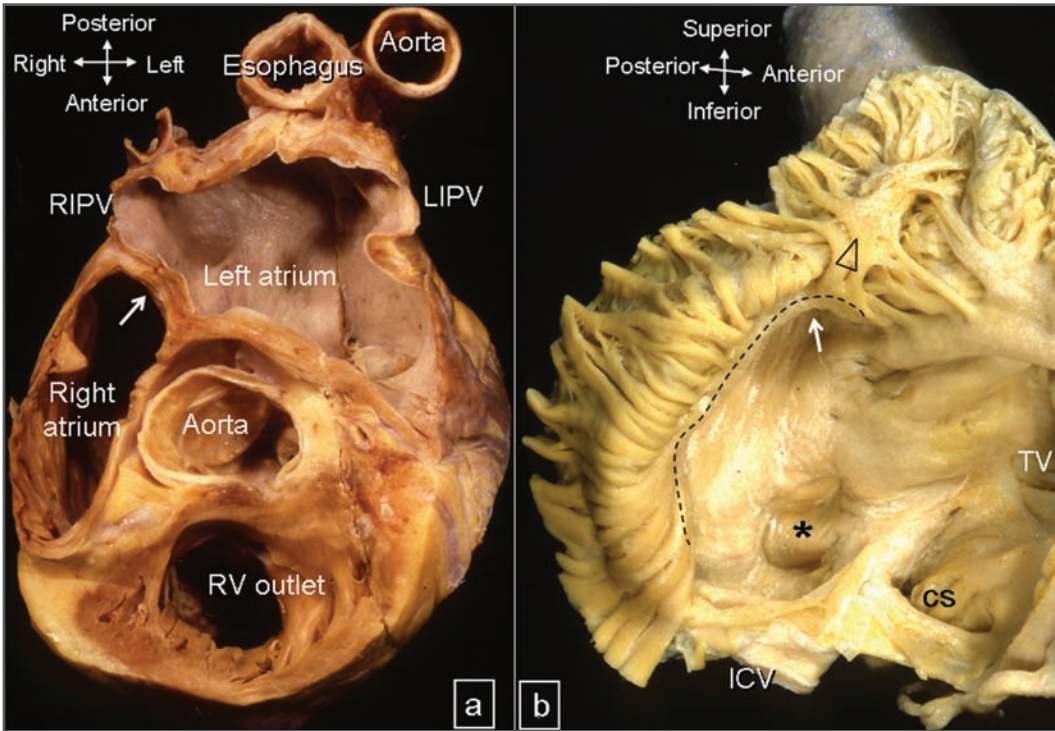 Posterior
Right Left
Anterior
Esophagus
Aorta
RIPV
LIPV
Left atrium
Right
atrium
Aorta
RV outlet
a
Superior
Posterior Anterior
Inferior
TV
*
cs
ICV
b